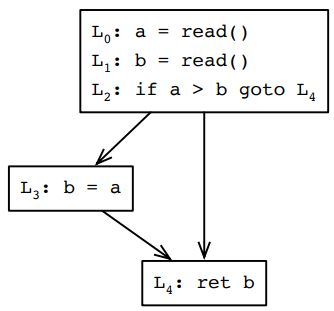 L₀: a = read()
L₁: b = read()
L₂: if a > b goto L₄
L₃: b = a
L₄: ret b